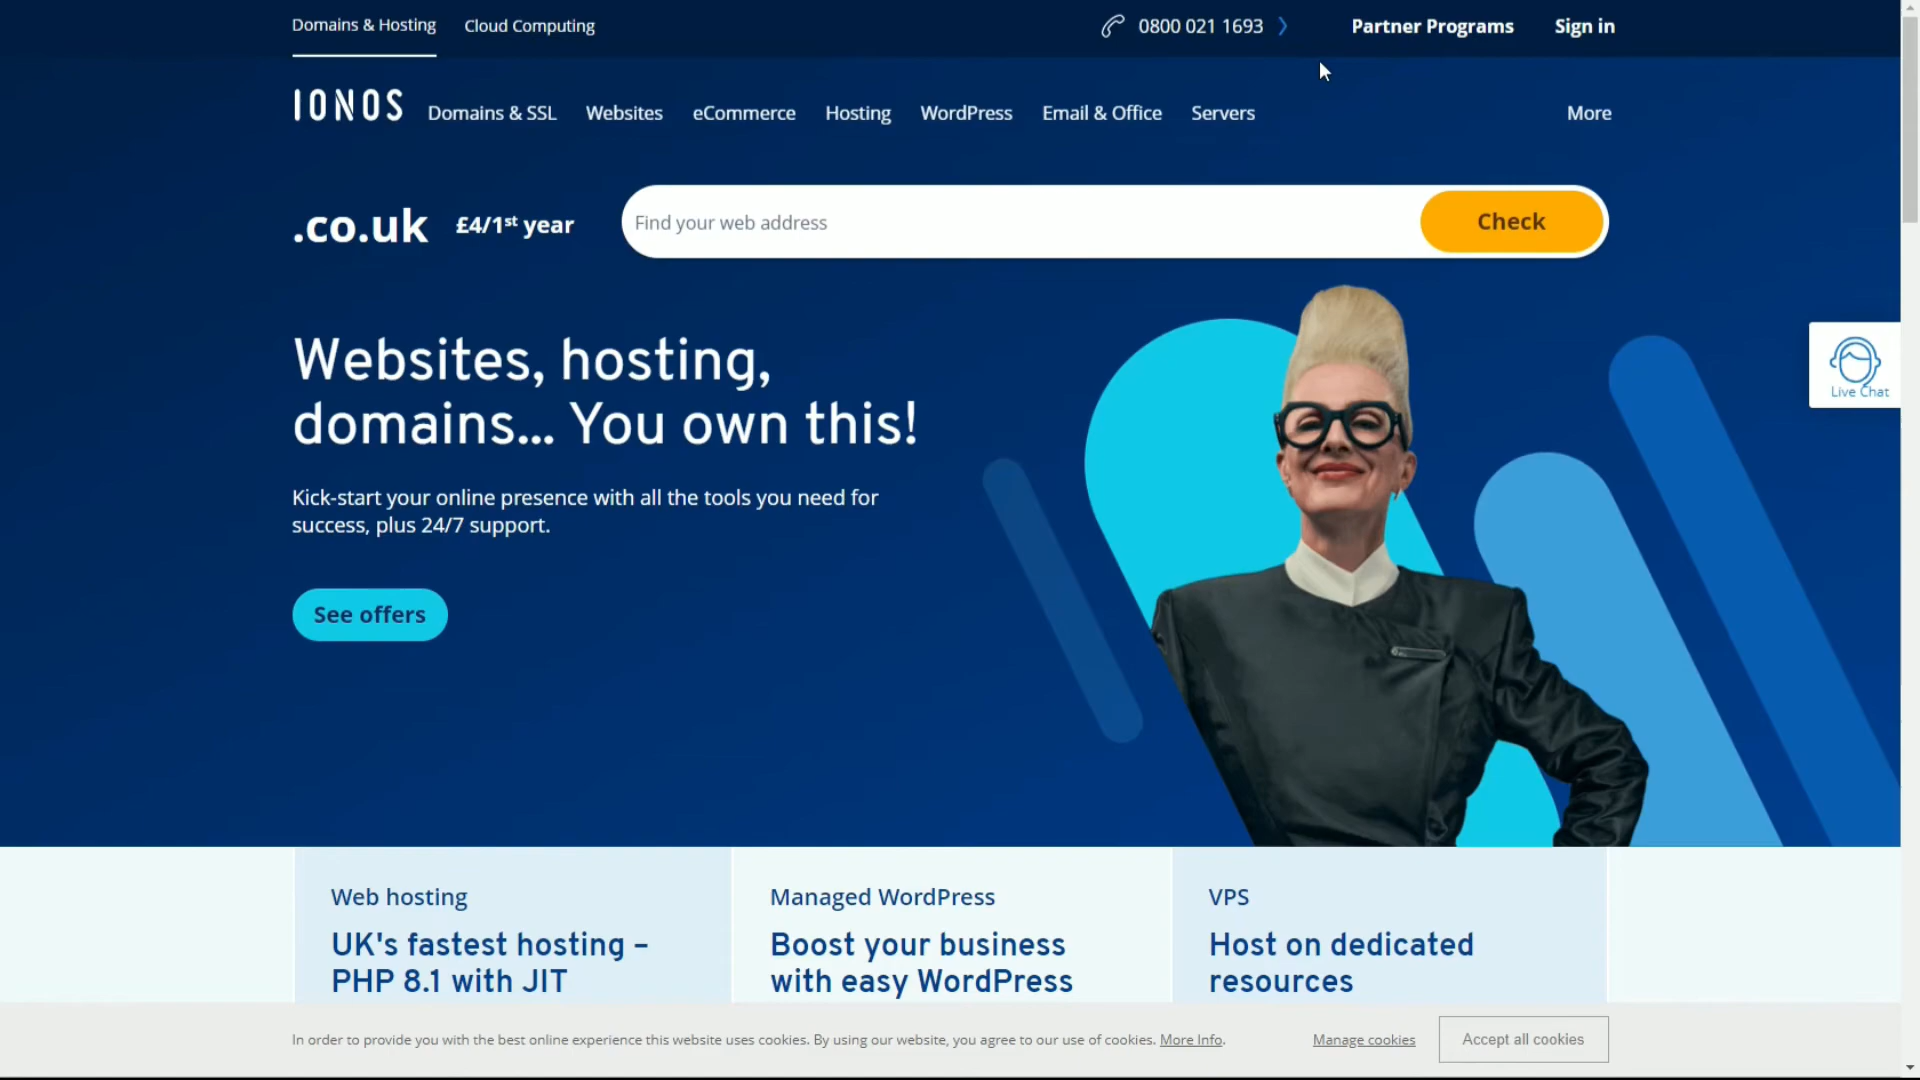 Domains & Hosting Cloud Computing 0800 021 1693 Partner Programs Sign in
IONOS Domains & SSL Websites eCommerce Hosting WordPress Email & Office Servers More
.co.uk £4/1st year Find your web address Check
Websites, hosting,
domains... You own this!
Live Chat
Kick-start your online presence with all the tools you need for
success, plus 24/7 support.
See offers
Web hosting
UK's fastest hosting –
PHP 8.1 with JIT
Managed WordPress
Boost your business
with easy WordPress
VPS
Host on dedicated
resources
In order to provide you with the best online experience this website uses cookies. By using our website, you agree to our use of cookies. More Info. Manage cookies Accept all cookies